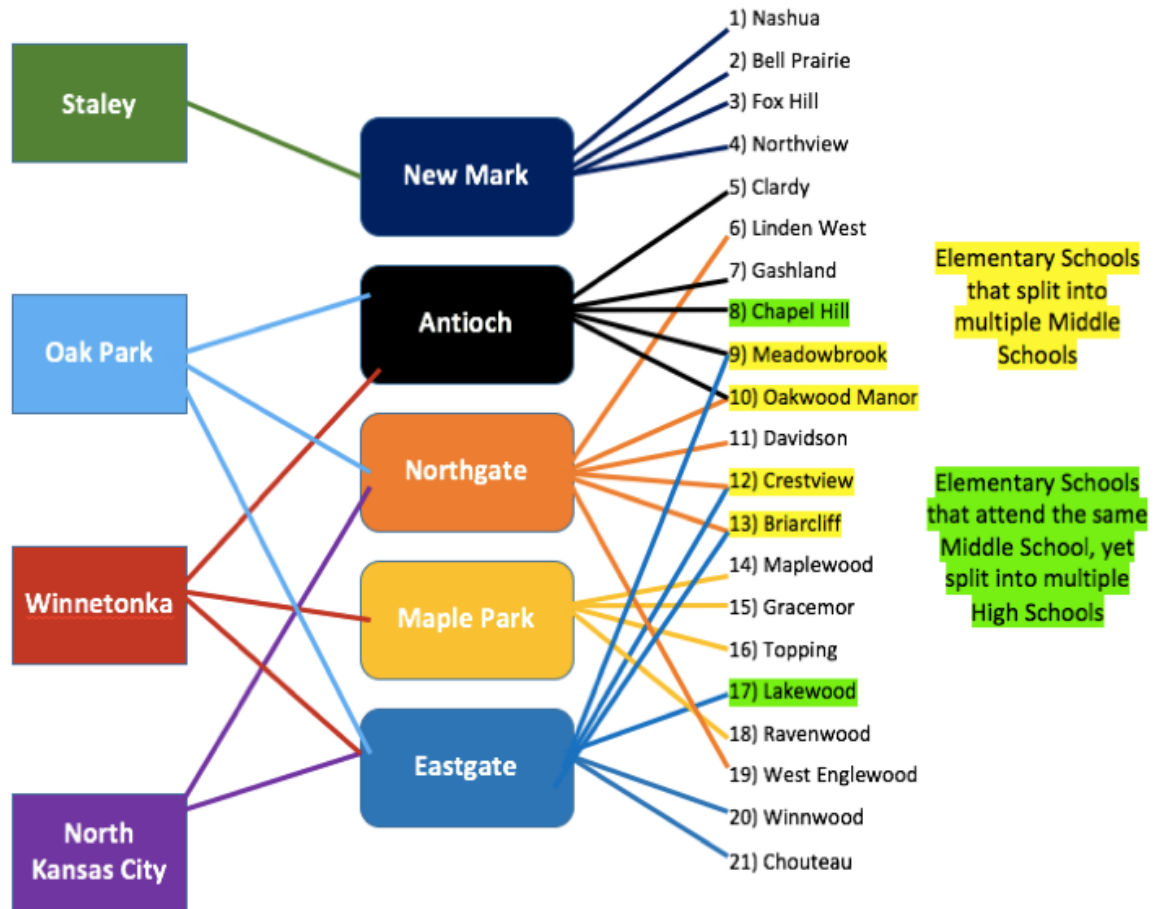 Staley
Oak Park
Winnetonka
North
Kansas City
New Mark
Antioch
Northgate
Maple Park
Eastgate
1) Nashua
2) Bell Prairie
3) Fox Hill
4) Northview
5) Clardy
6) Linden West
7) Gashland
8) Chapel Hill
9) Meadowbrook
10) Oakwood Manor
11) Davidson
12) Crestview
13) Briarcliff
14) Maplewood
15) Gracemor
16) Topping
17) Lakewood
18) Ravenwood
19) West Englewood
20) Winnwood
21) Chouteau
Elementary Schools
that split into
multiple Middle
Schools
Elementary Schools
that attend the same
Middle School, yet
split into multiple
High Schools